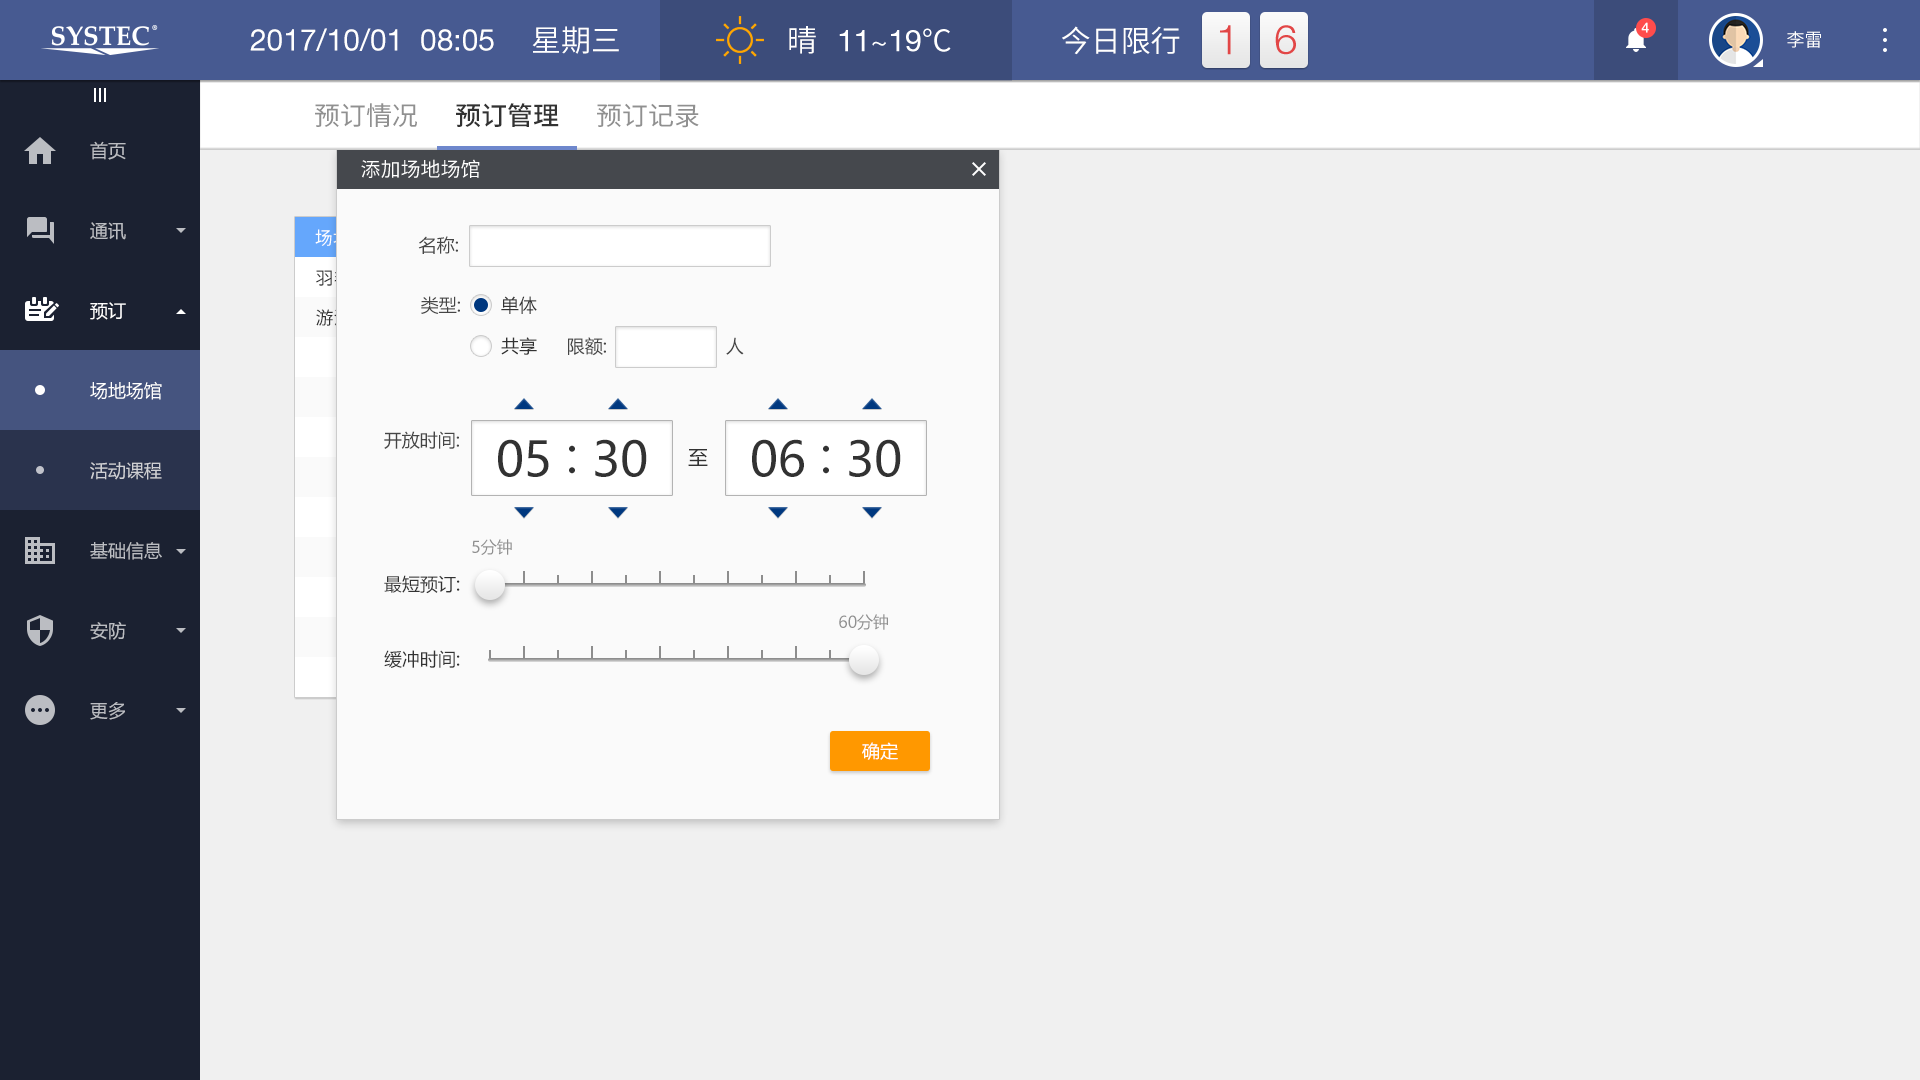 SYSTEC®
2017/10/01 08:05 星期三
晴 11~19℃
今日限行 1 6
4
李雷
首页
通讯
预订
场地场馆
活动课程
基础信息
安防
更多
预订情况 预订管理 预订记录
场
羽
游
添加场地场馆
名称:
类型: 单体
共享 限额: 人
开放时间: 05 : 30 至 06 : 30
5分钟
最短预订:
60分钟
缓冲时间:
确定